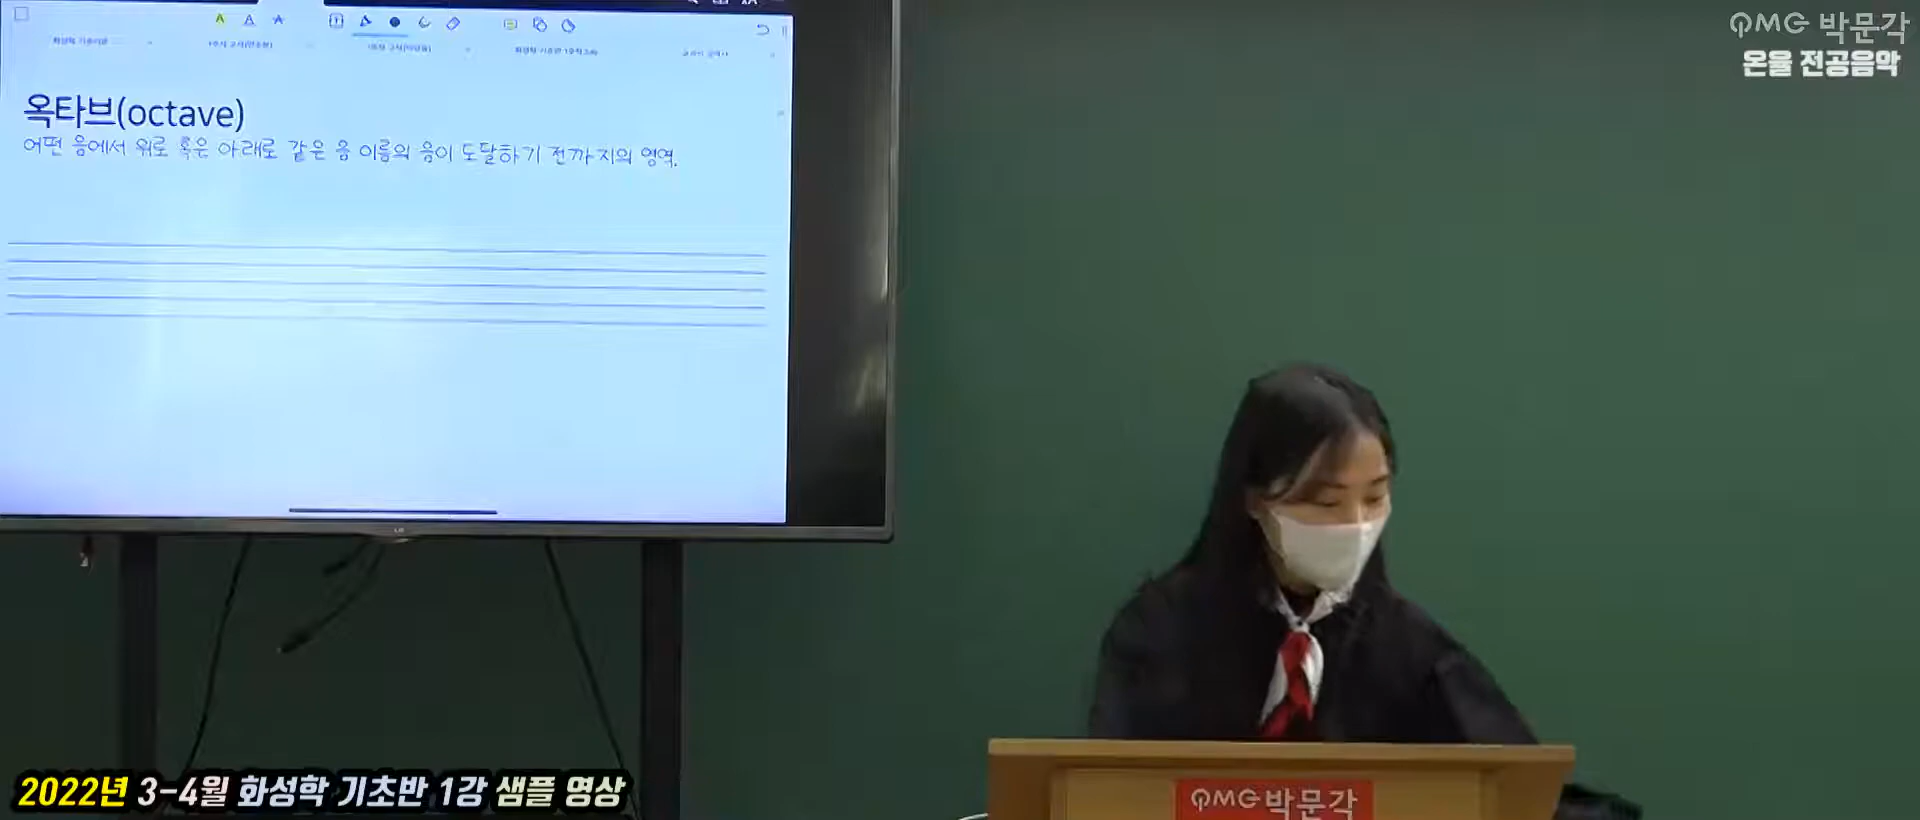 PMG 박문각
온율 전공음악
옥타브(octave)
어떤 음에서 위로 혹은 아래로 같은 음 이름의 음이 도달하기 전까지의 영역.
2022년 3-4월 화성학 기초반 1강 샘플 영상
PMG 박문각